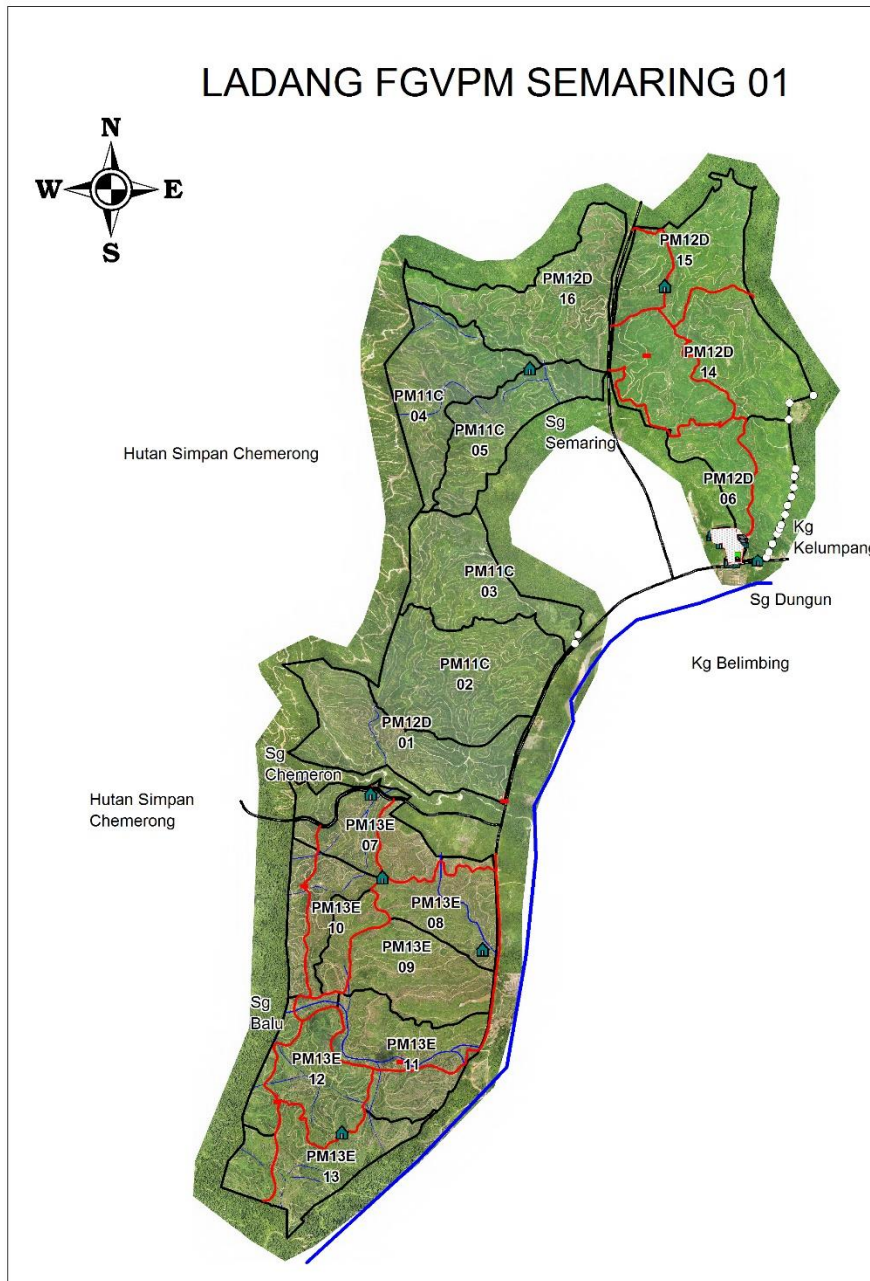 LADANG FGVPM SEMARING 01
N
W
E
S
PM12D
15
PM12D
16
PM12D
14
PM11C
04
PM11C
05
Sg
Semaring
Hutan Simpan Chemerong
PM12D
06
Kg
Kelumpang
PM11C
03
Sg Dungun
Kg Belimbing
PM11C
02
PM12D
01
Sg
Chemeron
Hutan Simpan
Chemerong
PM13E
07
PM13E
08
PM13E
10
PM13E
09
Sg
Balu
PM13E
11
PM13E
12
PM13E
13